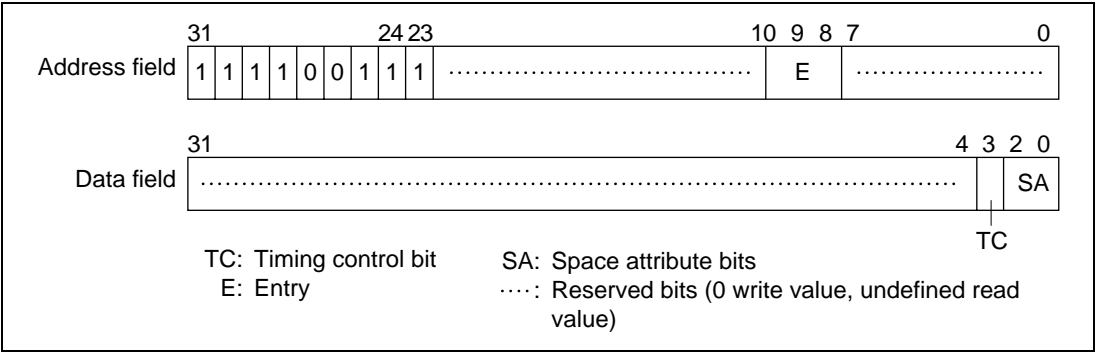 31 24 23 10 9 8 7 0
Address field 1 1 1 1 0 0 1 1 1 ........................................ E ........................
31 4 3 2 0
Data field ................................................................................ SA
TC
TC: Timing control bit SA: Space attribute bits
E: Entry ····: Reserved bits (0 write value, undefined read
value)